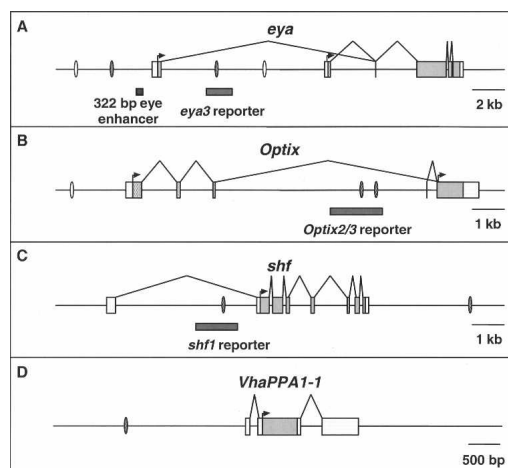 A
eya
322 bp eye
enhancer
eya3 reporter
2 kb
B
Optix
Optix2/3 reporter
1 kb
C
shf
shf1 reporter
1 kb
D
VhaPPA1-1
500 bp